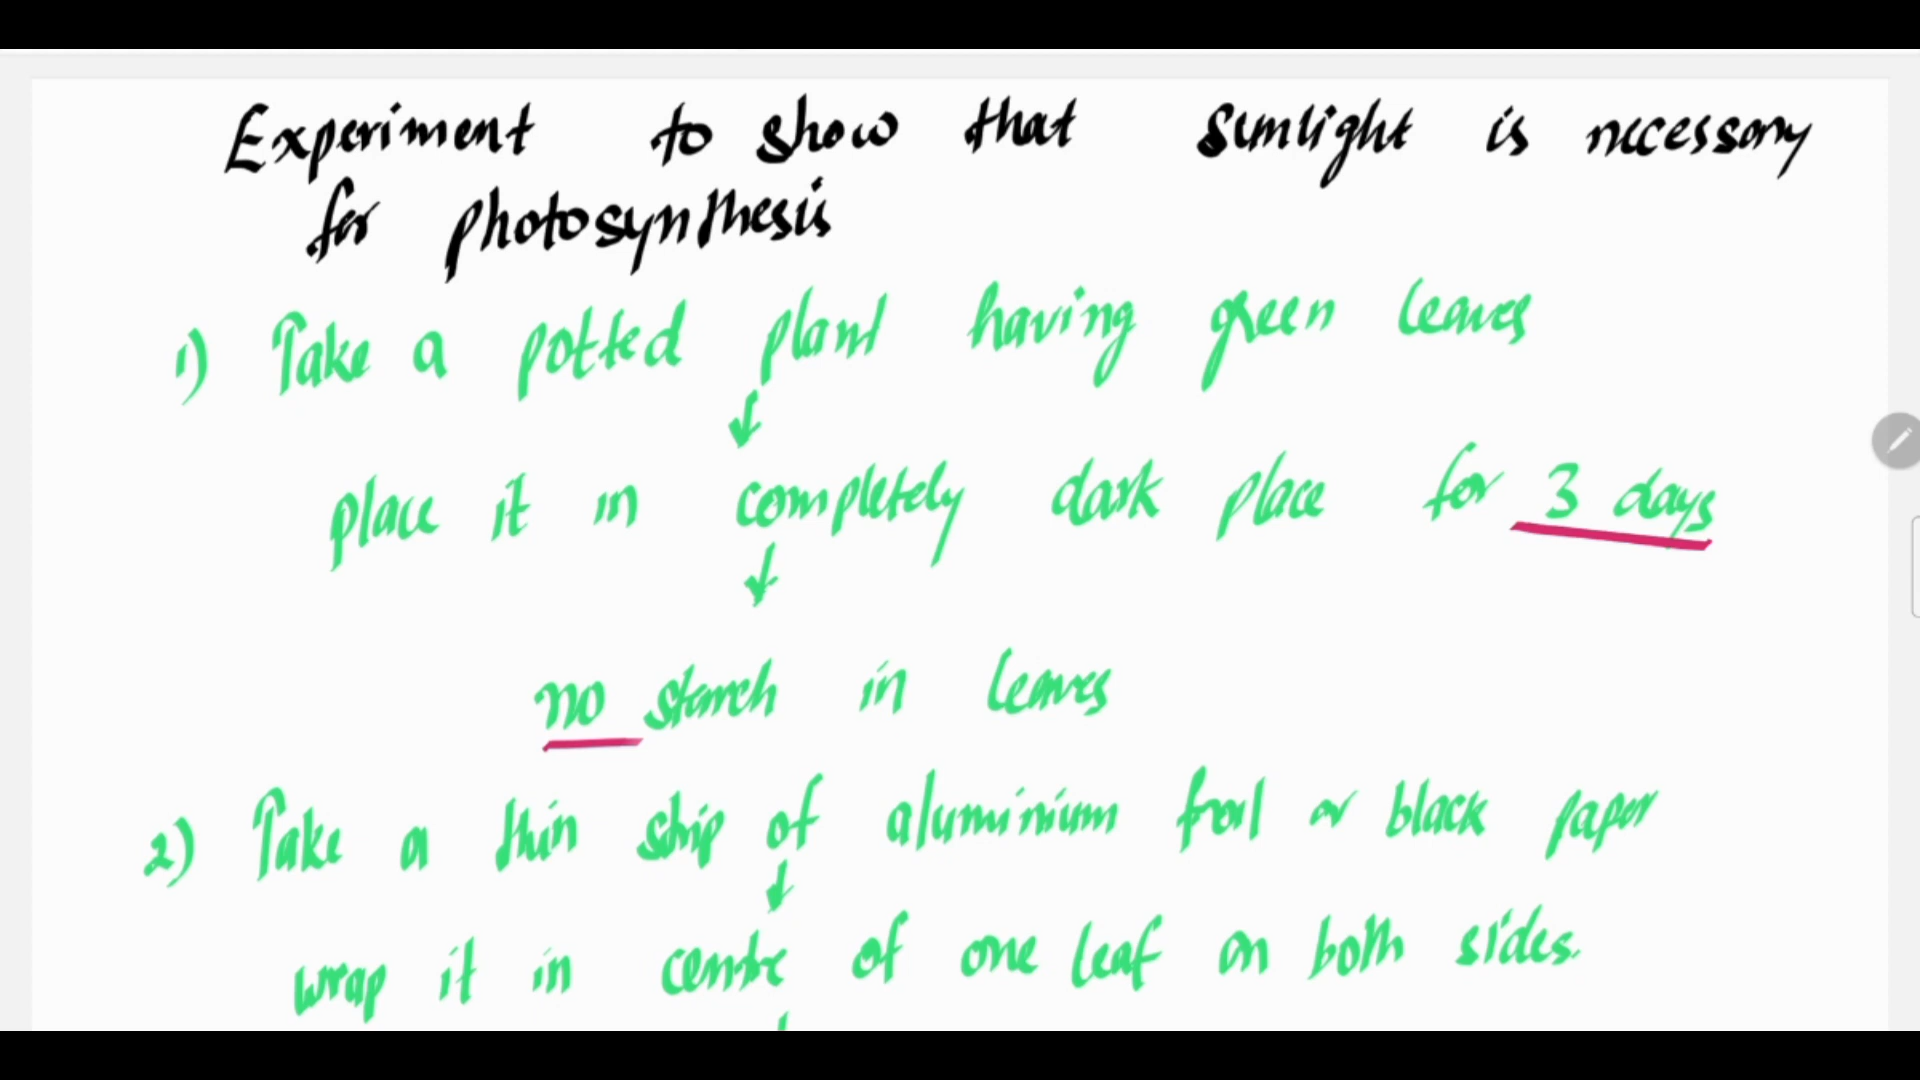 Experiment to show that sunlight is necessary
for photosynthesis
1) Take a potted plant having green leaves
↓
place it in completely dark place for 3 days
↓
no starch in leaves
2) Take a thin strip of aluminium foil or black paper
↓
wrap it in centre of one leaf on both sides.